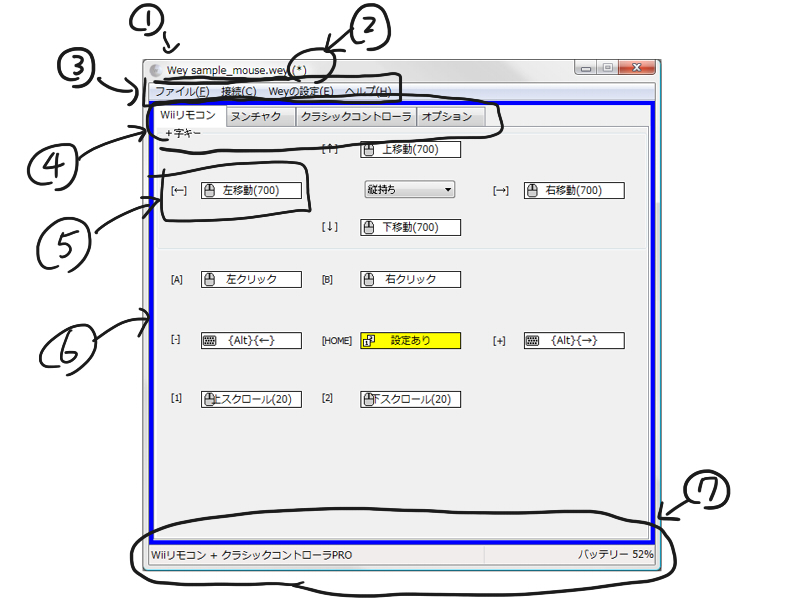 ① ②
③ Wey sample_mouse.wey (*)
ファイル(F) 接続(C) Weyの設定(E) ヘルプ(H)
Wiiリモコン ヌンチャク クラシックコントローラ オプション
十字キー
④ [↑] 上移動(700)
[←] 左移動(700) 縦持ち [→] 右移動(700)
⑤ [↓] 下移動(700)
[A] 左クリック [B] 右クリック
⑥ [-] {Alt}{←} [HOME] 設定あり [+] {Alt}{→}
[1] 上スクロール(20) [2] 下スクロール(20)
⑦
Wiiリモコン + クラシックコントローラPRO バッテリー 52%